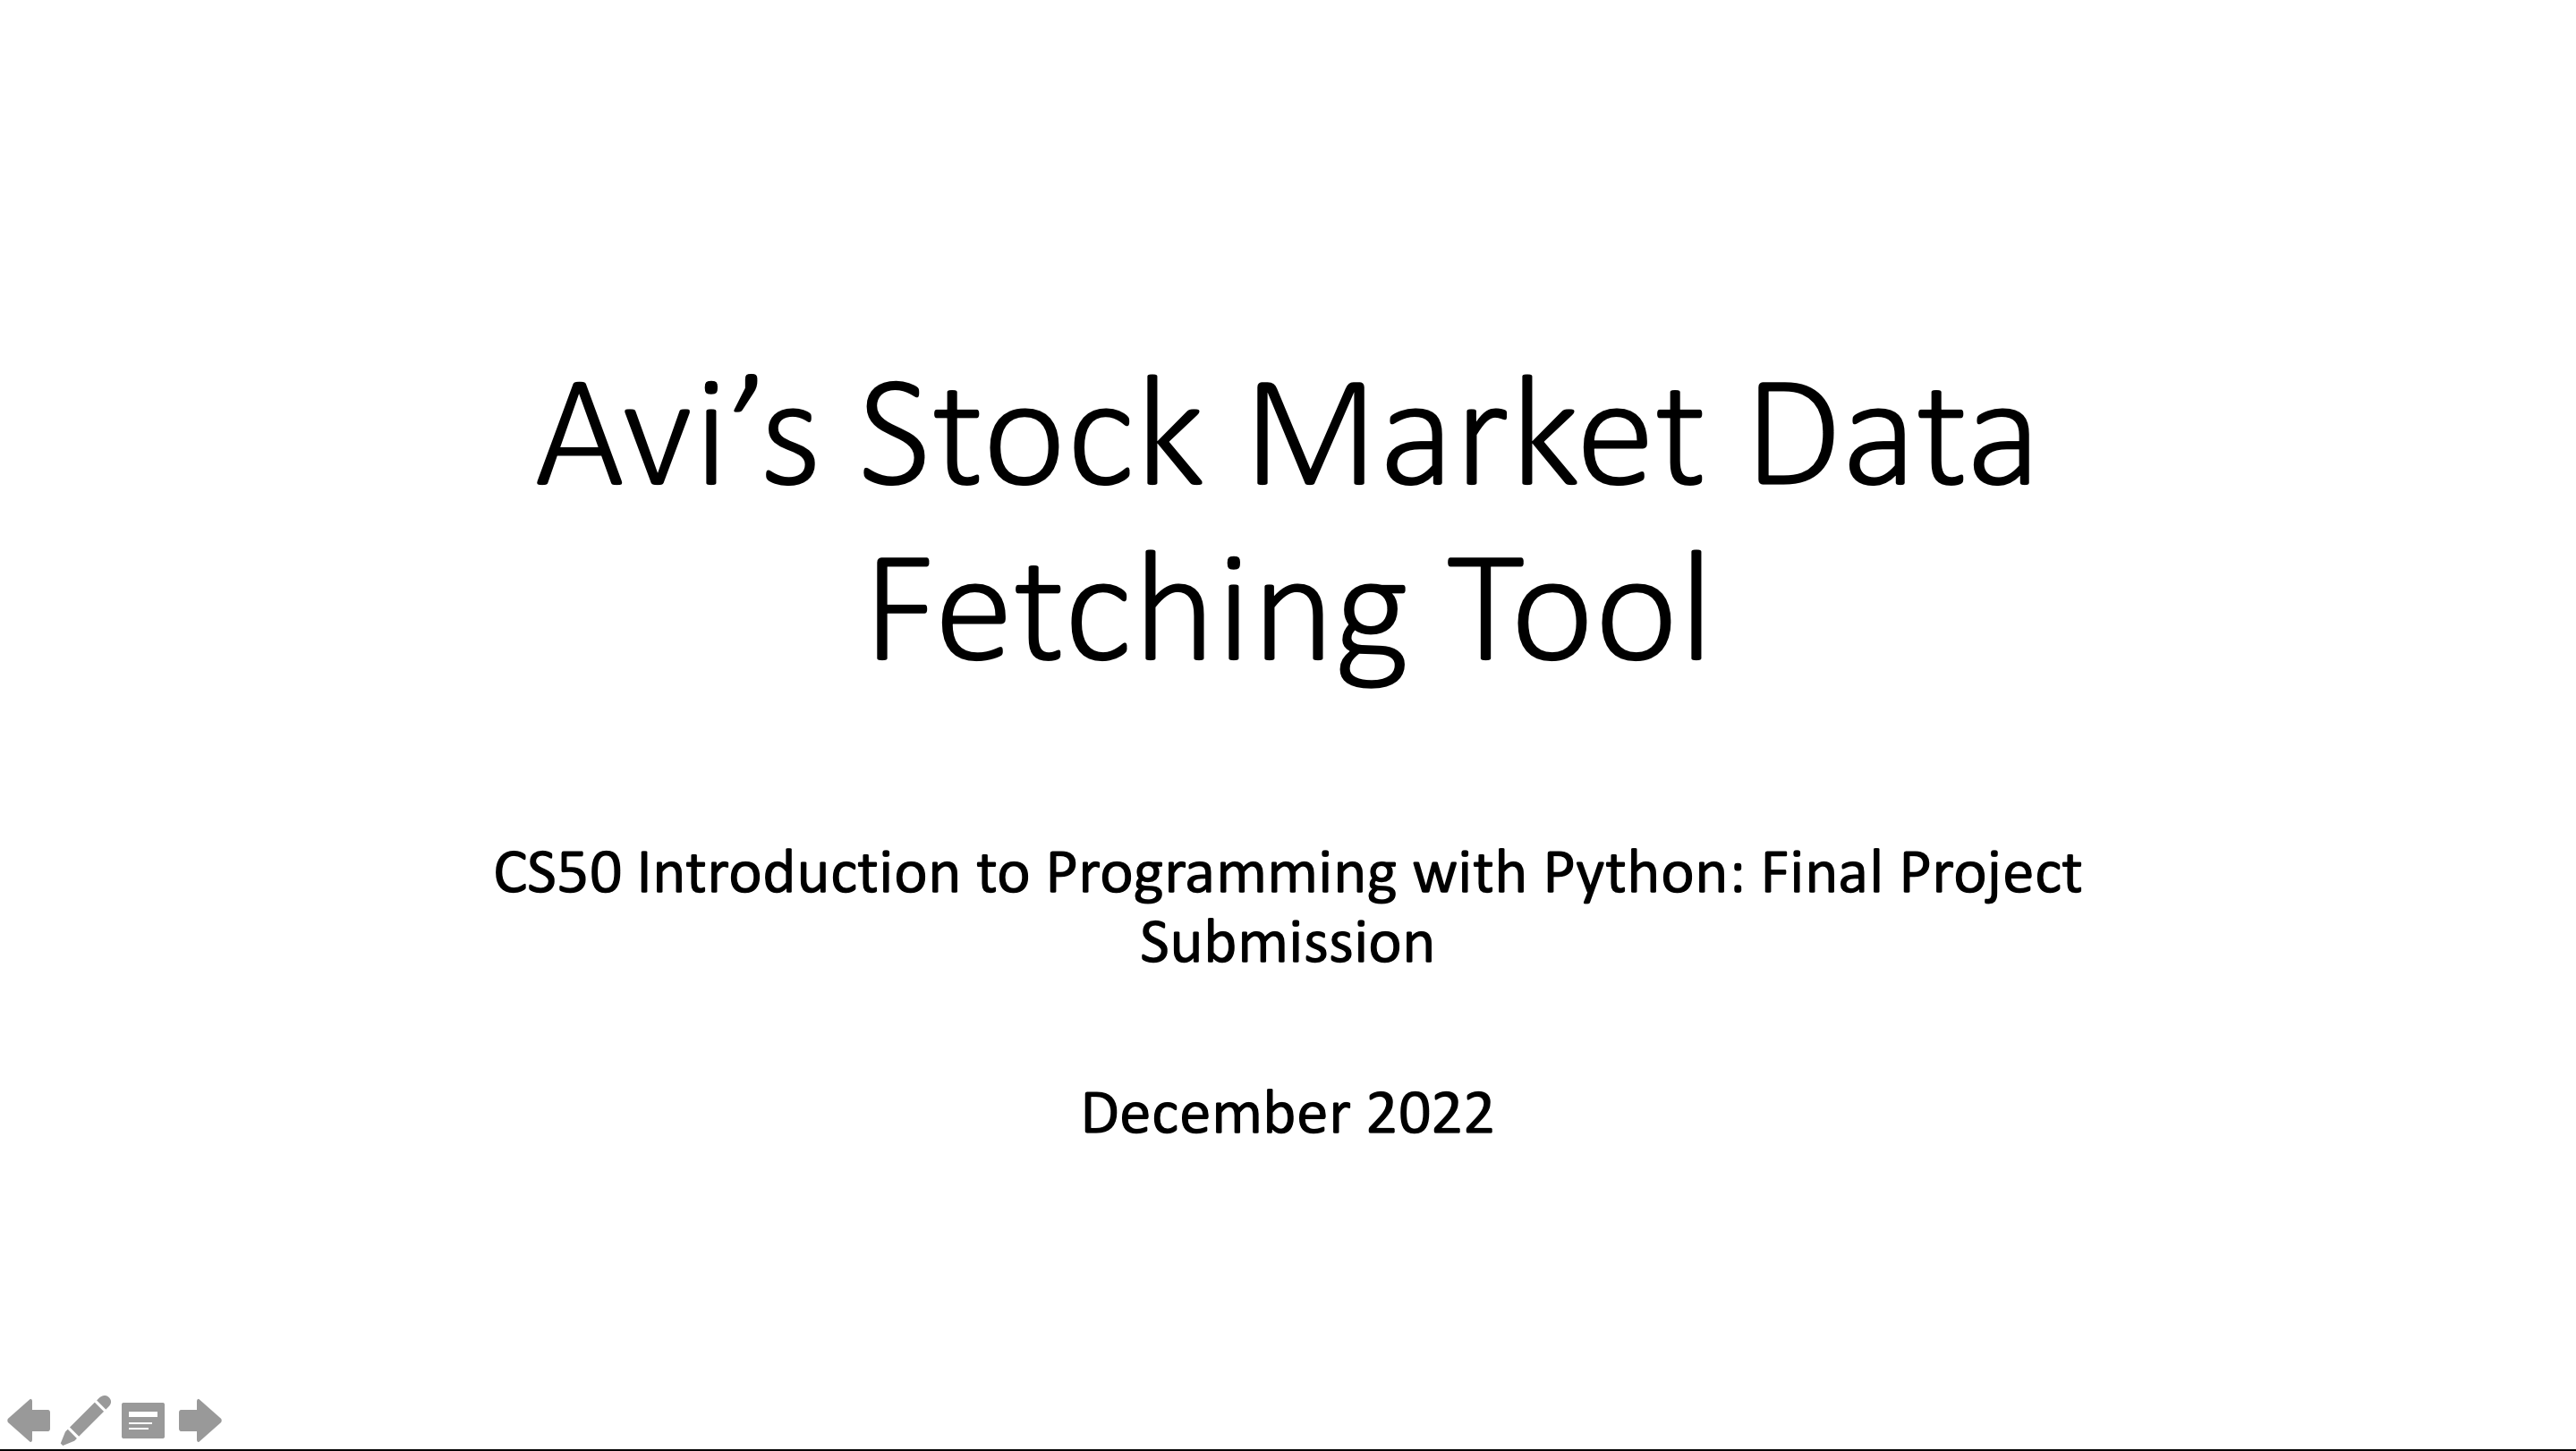 Avi’s Stock Market Data
Fetching Tool
CS50 Introduction to Programming with Python: Final Project
Submission
December 2022